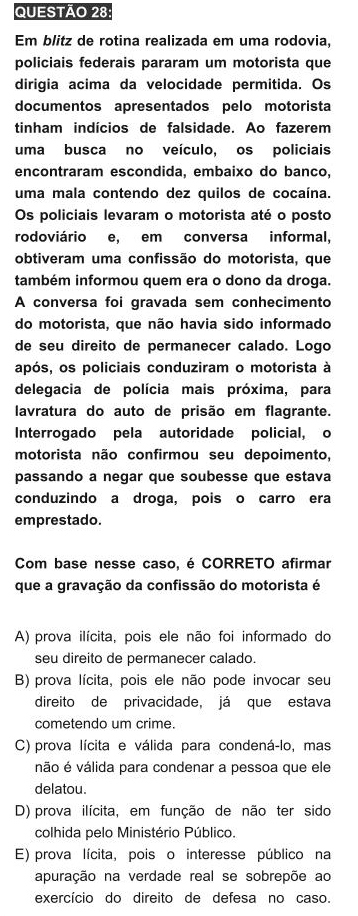 QUESTÃO 28:
Em blitz de rotina realizada em uma rodovia,
policiais federais pararam um motorista que
dirigia acima da velocidade permitida. Os
documentos apresentados pelo motorista
tinham indícios de falsidade. Ao fazerem
uma busca no veículo, os policiais
encontraram escondida, embaixo do banco,
uma mala contendo dez quilos de cocaína.
Os policiais levaram o motorista até o posto
rodoviário e, em conversa informal,
obtiveram uma confissão do motorista, que
também informou quem era o dono da droga.
A conversa foi gravada sem conhecimento
do motorista, que não havia sido informado
de seu direito de permanecer calado. Logo
após, os policiais conduziram o motorista à
delegacia de polícia mais próxima, para
lavratura do auto de prisão em flagrante.
Interrogado pela autoridade policial, o
motorista não confirmou seu depoimento,
passando a negar que soubesse que estava
conduzindo a droga, pois o carro era
emprestado.
Com base nesse caso, é CORRETO afirmar
que a gravação da confissão do motorista é
A) prova ilícita, pois ele não foi informado do
seu direito de permanecer calado.
B) prova lícita, pois ele não pode invocar seu
direito de privacidade, já que estava
cometendo um crime.
C) prova lícita e válida para condená-lo, mas
não é válida para condenar a pessoa que ele
delatou.
D) prova ilícita, em função de não ter sido
colhida pelo Ministério Público.
E) prova lícita, pois o interesse público na
apuração na verdade real se sobrepõe ao
exercício do direito de defesa no caso.